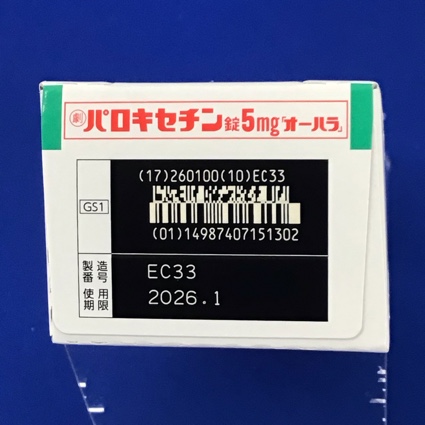 劇 パロキセチン錠5mg「オーハラ」
(17)260100(10)EC33
GS1
(01)14987407151302
製造番号 EC33
使用期限 2026.1